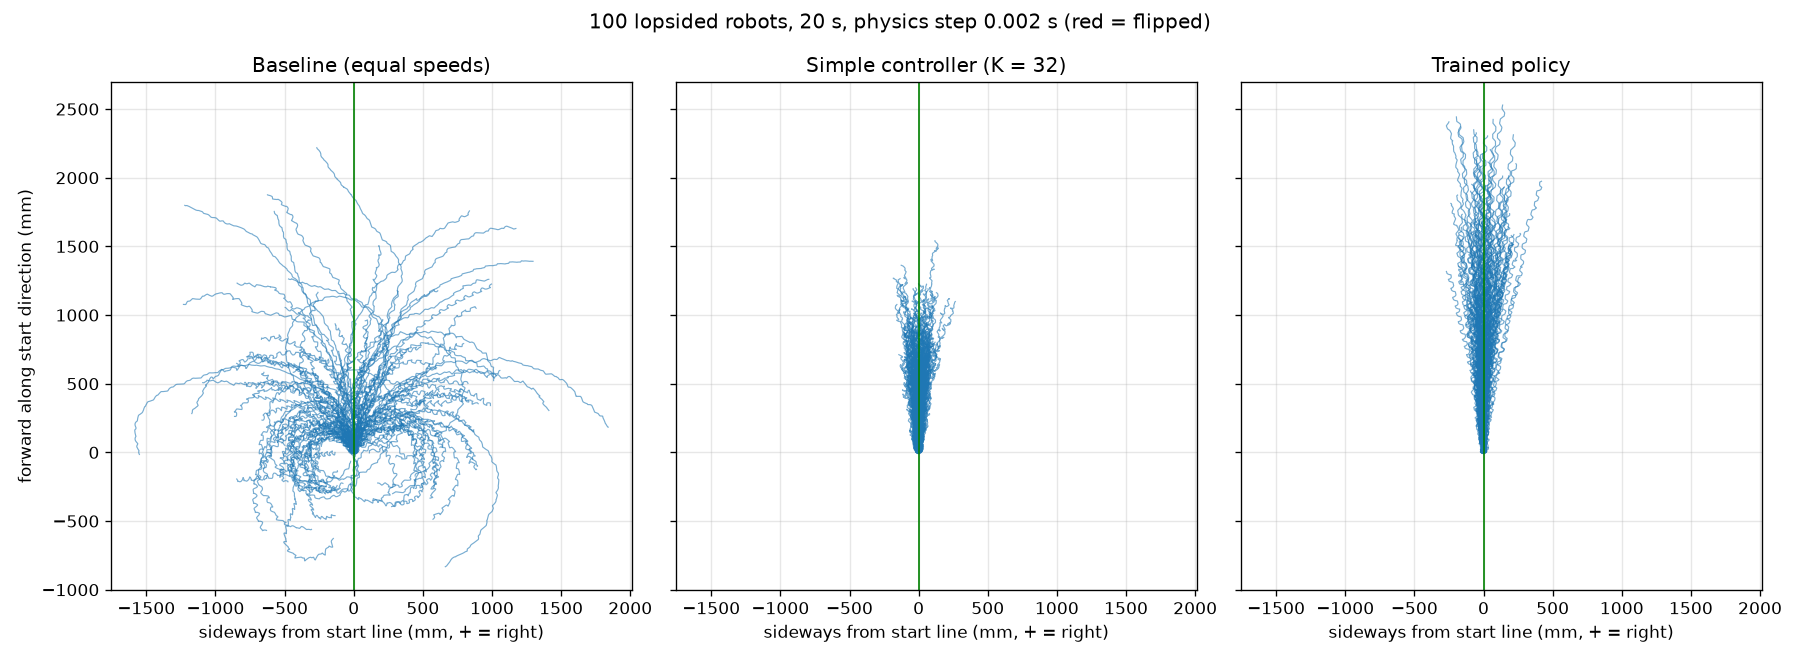 100 lopsided robots, 20 s, physics step 0.002 s (red = flipped)
Baseline (equal speeds)
Simple controller (K = 32)
Trained policy
forward along start direction (mm)
2500
2000
1500
1000
500
0
−500
−1000
−1500 −1000 −500 0 500 1000 1500 2000
−1500 −1000 −500 0 500 1000 1500 2000
−1500 −1000 −500 0 500 1000 1500 2000
sideways from start line (mm, + = right)
sideways from start line (mm, + = right)
sideways from start line (mm, + = right)